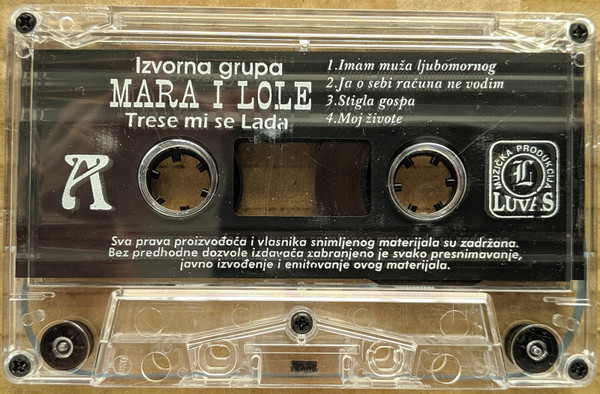 Izvorna grupa
MARA I LOLE
Trese mi se Lada
1.Imam muža ljubomornog
2.Ja o sebi računa ne vodim
3.Stigla gospa
4.Moj živote
A
MUZIČKA PRODUKCIJA
L
LUVAS
Sva prava proizvođača i vlasnika snimljenog materijala su zadržana.
Bez predhodne dozvole izdavača zabranjeno je svako presnimavanje,
javno izvođenje i emitovanje ovog materijala.